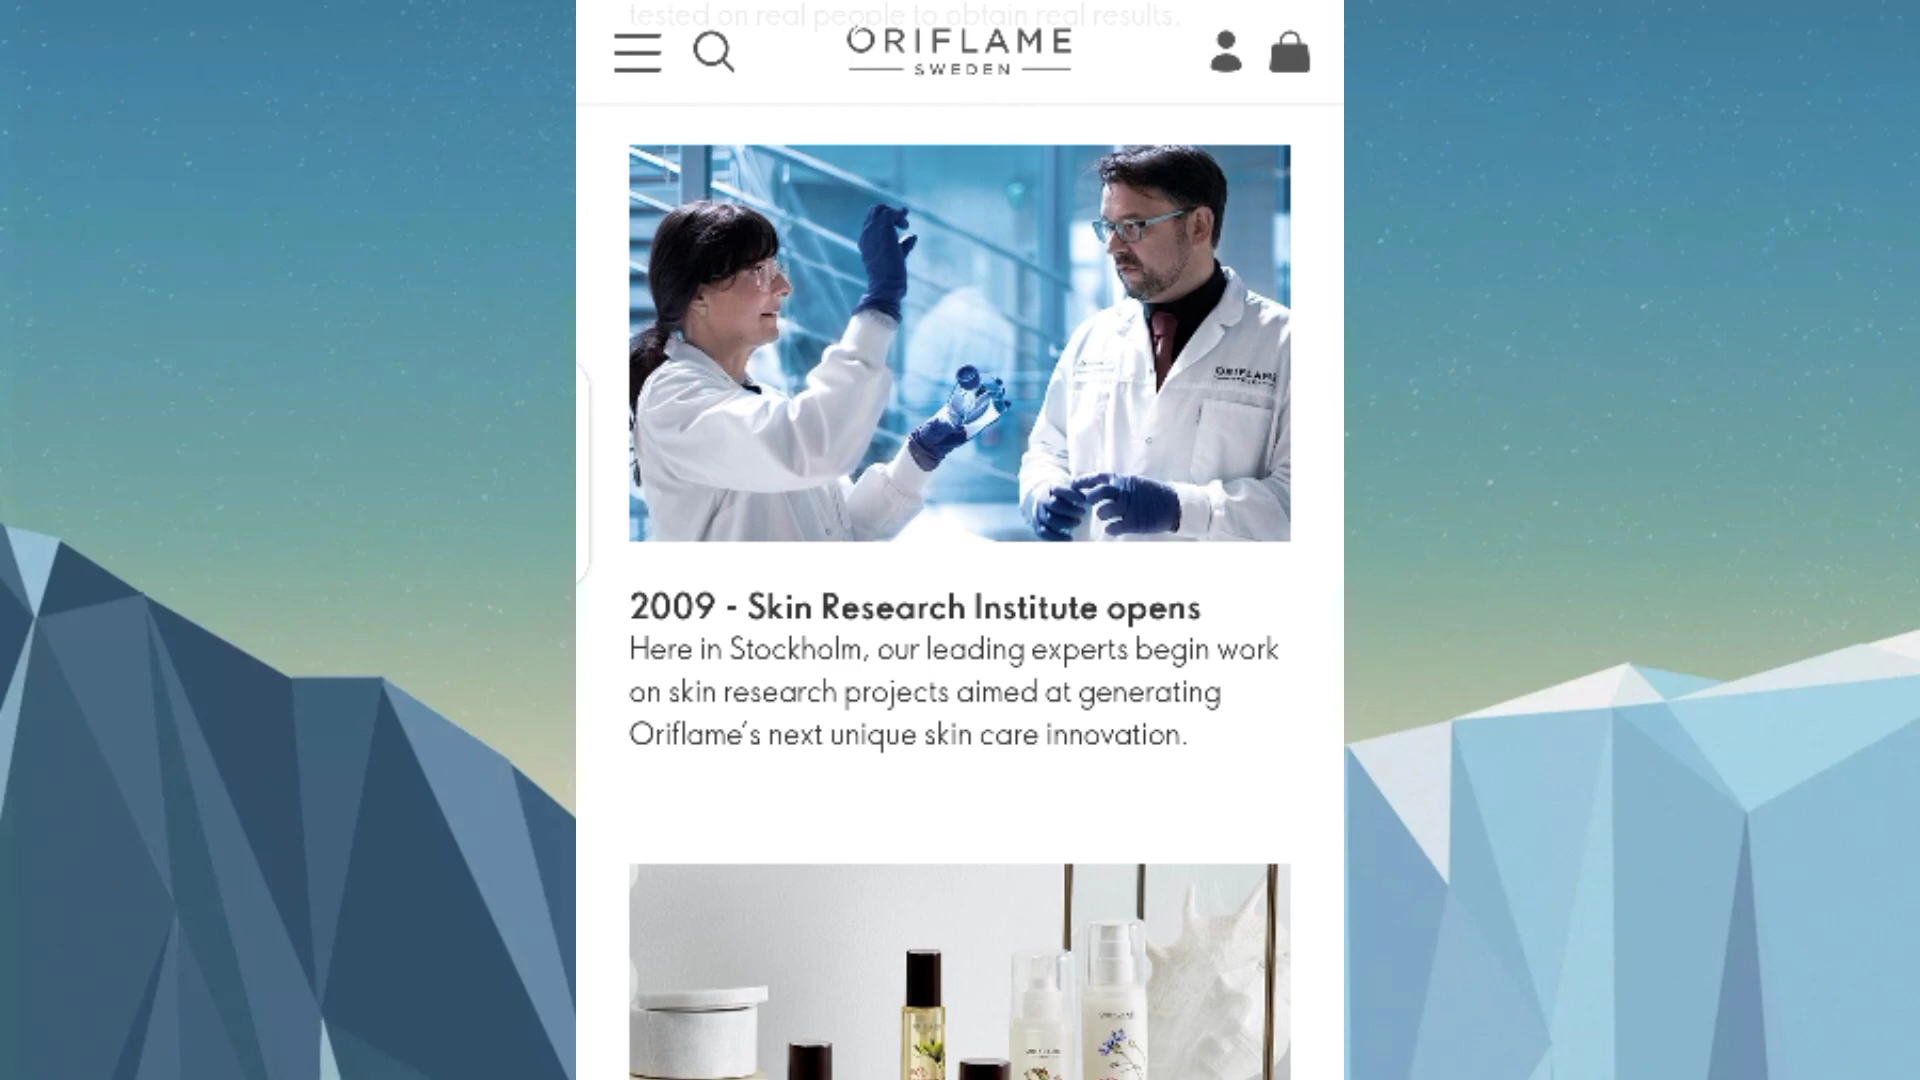 tested on real people to obtain real results.
ORIFLAME
SWEDEN
ORIFLAME
2009 - Skin Research Institute opens
Here in Stockholm, our leading experts begin work
on skin research projects aimed at generating
Oriflame's next unique skin care innovation.